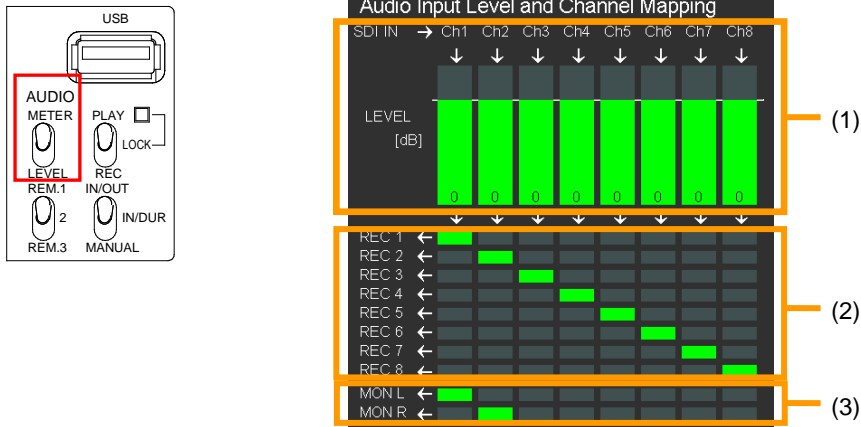 USB
AUDIO
METER PLAY
LOCK
LEVEL REC
REM.1 IN/OUT
2 IN/DUR
REM.3 MANUAL
Audio Input Level and Channel Mapping
SDI IN → Ch1 Ch2 Ch3 Ch4 Ch5 Ch6 Ch7 Ch8
↓ ↓ ↓ ↓ ↓ ↓ ↓ ↓
LEVEL
[dB]
0 0 0 0 0 0 0 0
↓ ↓ ↓ ↓ ↓ ↓ ↓ ↓
(1)
REC 1 ←
REC 2 ←
REC 3 ←
REC 4 ←
REC 5 ←
REC 6 ←
REC 7 ←
REC 8 ←
(2)
MON L ←
MON R ←
(3)